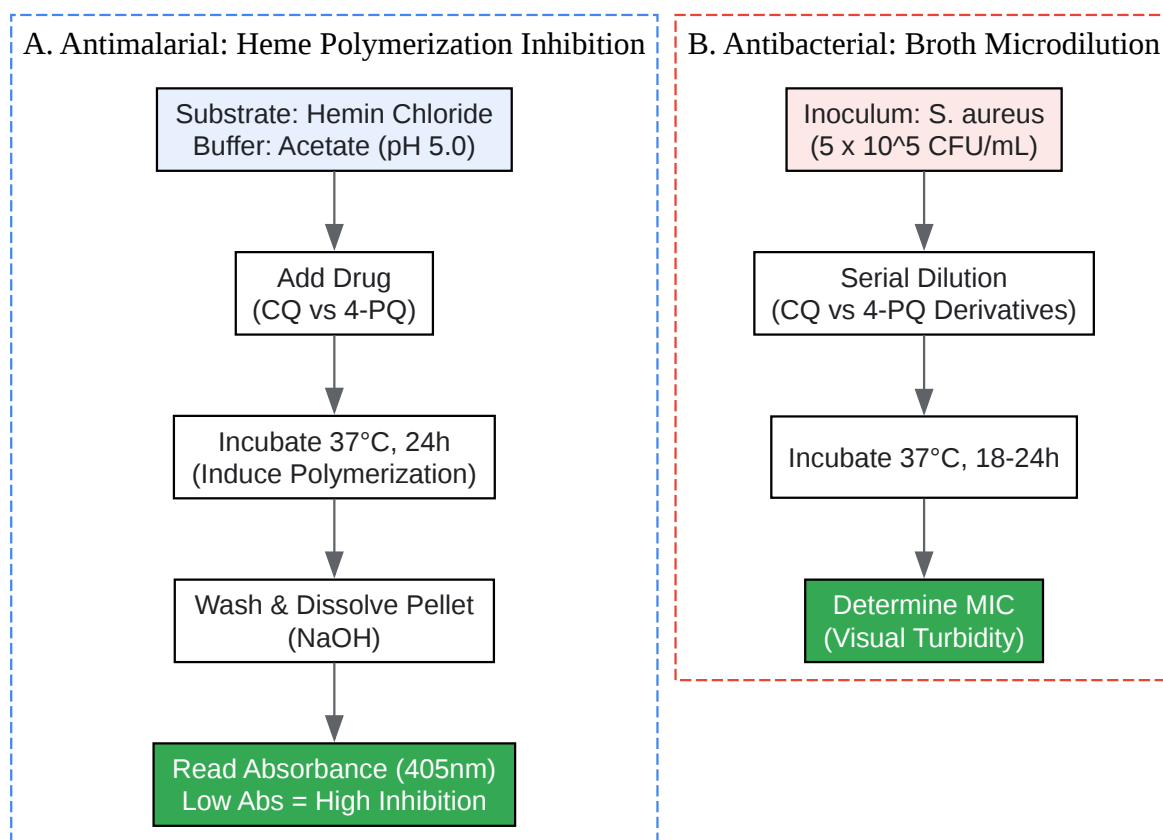 A. Antimalarial: Heme Polymerization Inhibition
Substrate: Hemin Chloride
Buffer: Acetate (pH 5.0)
Add Drug
(CQ vs 4-PQ)
Incubate 37°C, 24h
(Induce Polymerization)
Wash & Dissolve Pellet
(NaOH)
Read Absorbance (405nm)
Low Abs = High Inhibition
B. Antibacterial: Broth Microdilution
Inoculum: S. aureus
(5 x 10^5 CFU/mL)
Serial Dilution
(CQ vs 4-PQ Derivatives)
Incubate 37°C, 18-24h
Determine MIC
(Visual Turbidity)